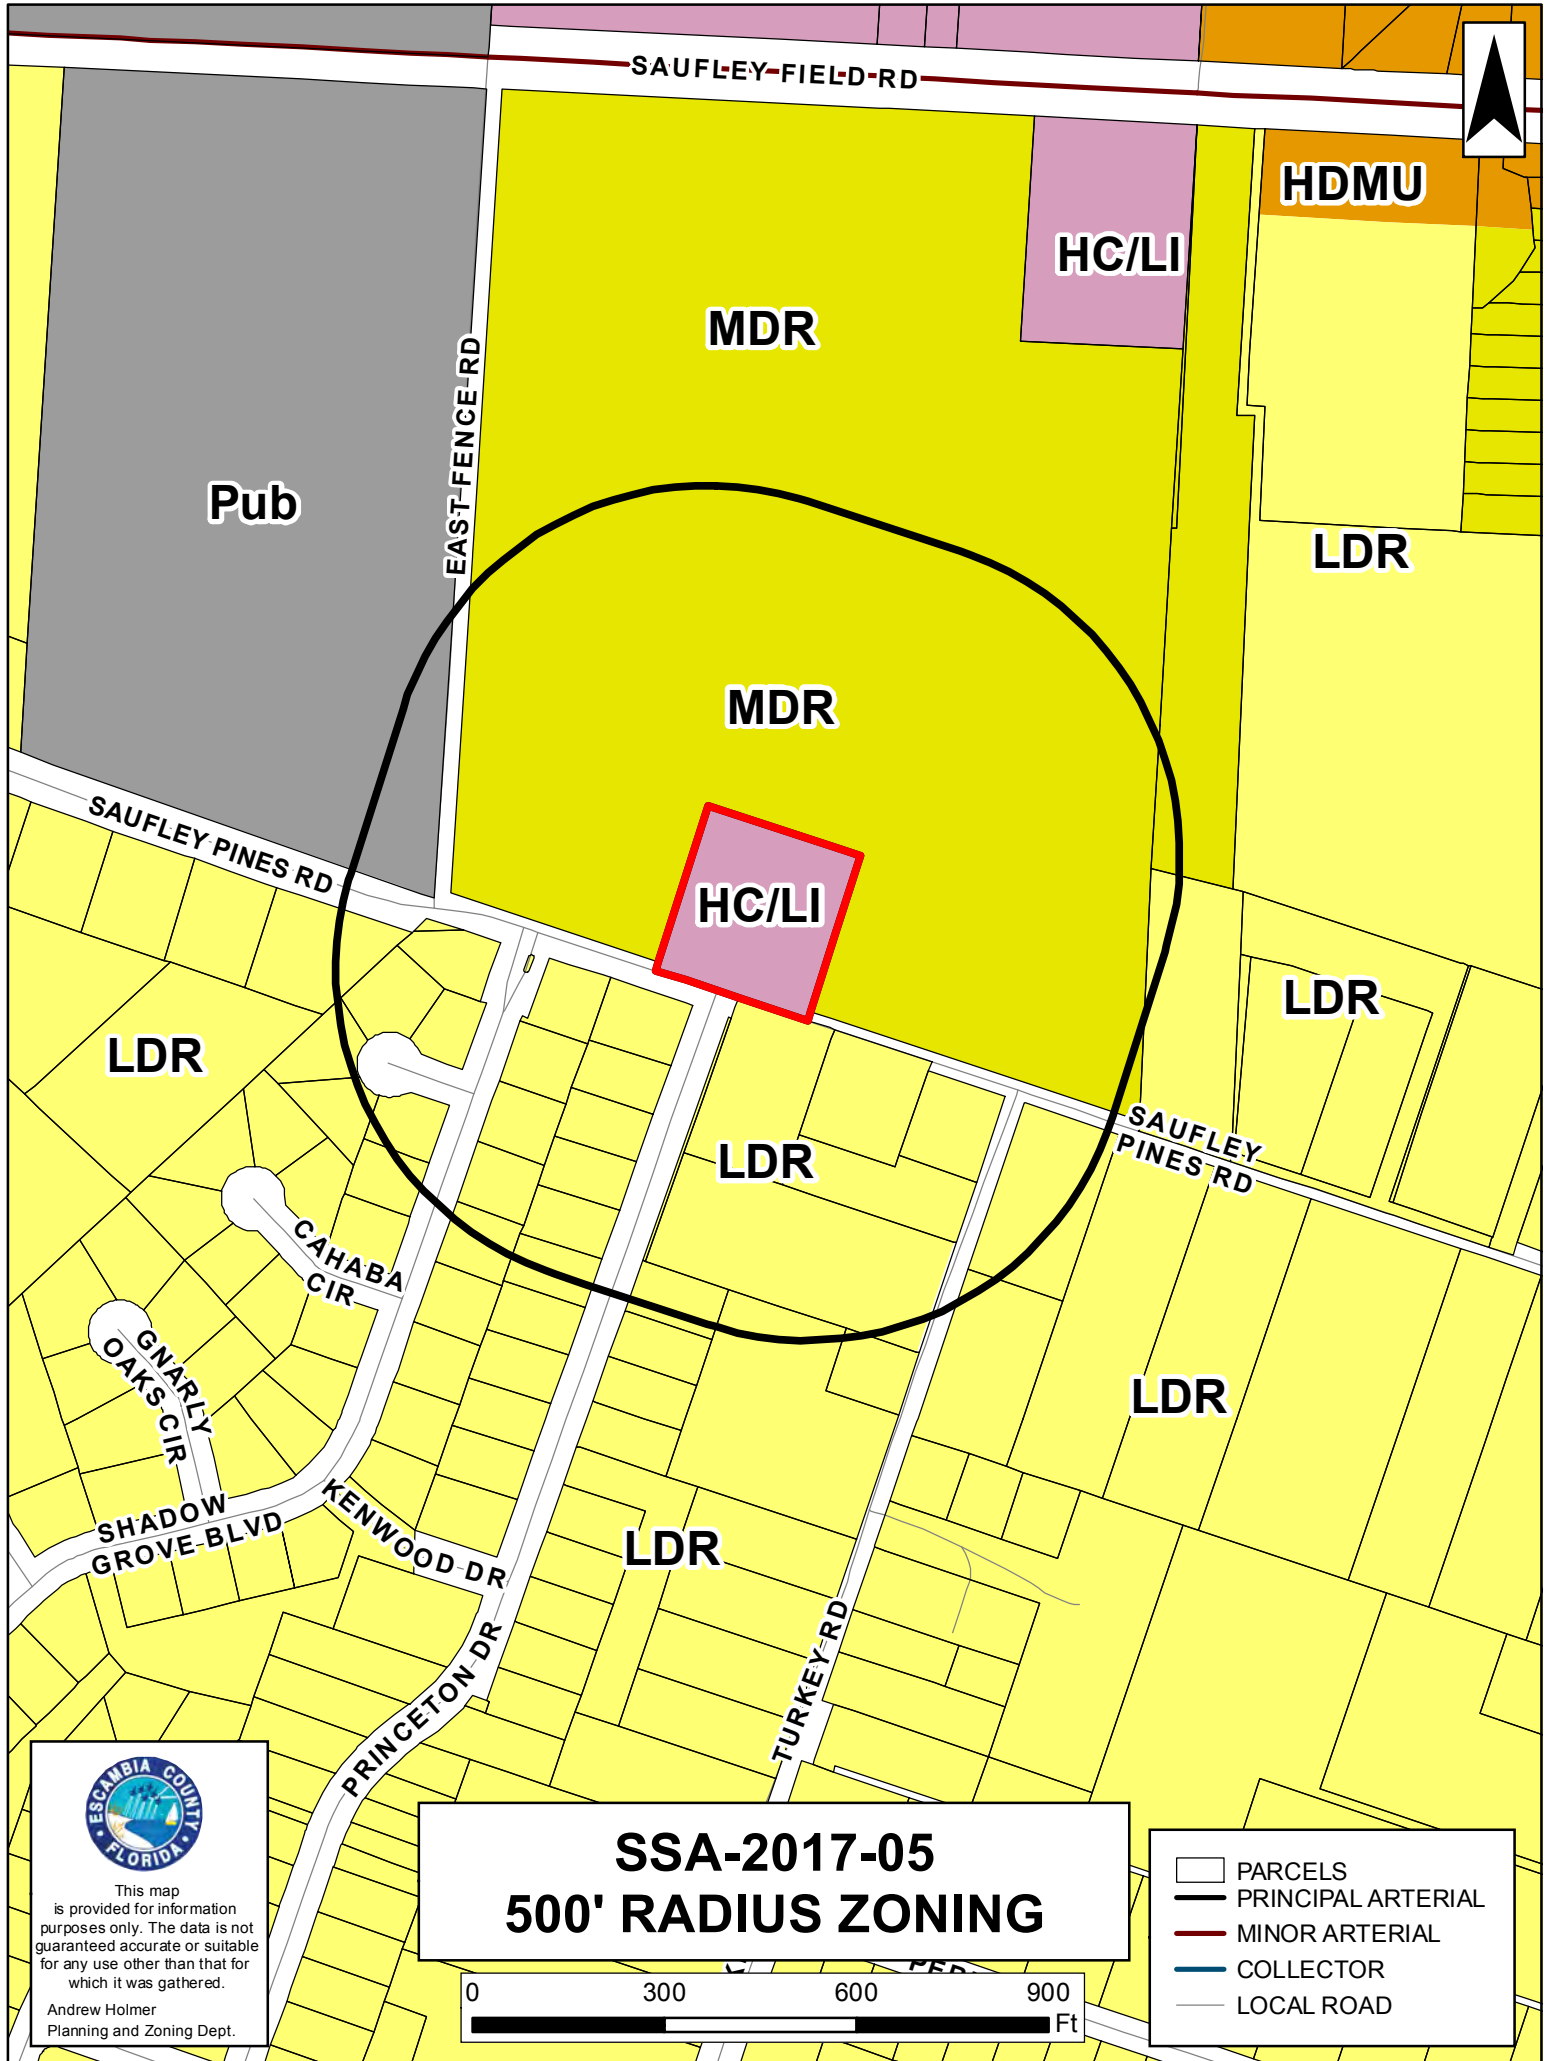 SAUFLEY FIELD RD
HDMU
HC/LI
MDR
EAST FENCE RD
Pub
LDR
MDR
SAUFLEY PINES RD
HC/LI
LDR
LDR
SAUFLEY
PINES RD
LDR
CAHABA
CIR
GNARLY
OAKS CIR
LDR
SHADOW
GROVE BLVD
KENWOOD DR
LDR
TURKEY RD
PRINCETON DR
ESCAMBIA COUNTY
FLORIDA
This map
is provided for information
purposes only. The data is not
guaranteed accurate or suitable
for any use other than that for
which it was gathered.
Andrew Holmer
Planning and Zoning Dept.
SSA-2017-05
500' RADIUS ZONING
0 300 600 900
Ft
PARCELS
PRINCIPAL ARTERIAL
MINOR ARTERIAL
COLLECTOR
LOCAL ROAD